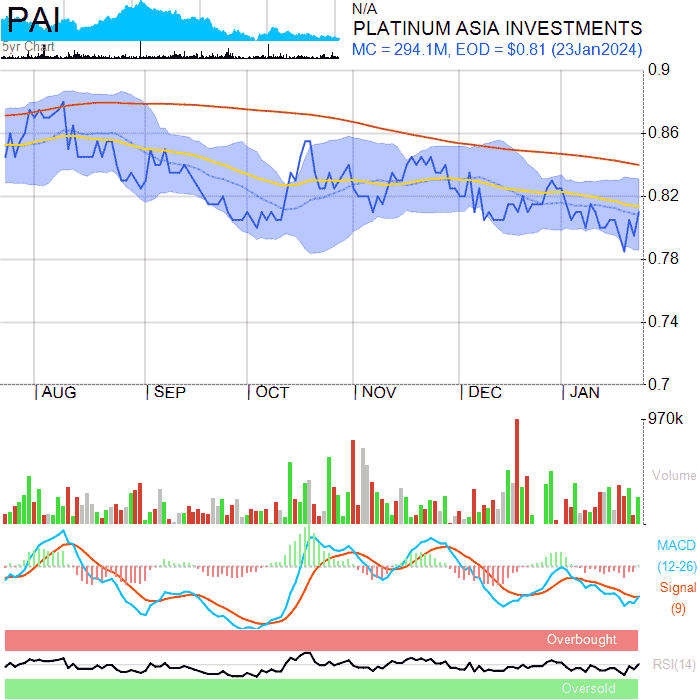 PAI
5yr Chart
N/A
PLATINUM ASIA INVESTMENTS
MC = 294.1M, EOD = $0.81 (23Jan2024)
0.9
0.86
0.82
0.78
0.74
0.7
AUG SEP OCT NOV DEC JAN
970k
Volume
MACD
(12-26)
Signal
(9)
Overbought
RSI(14)
Oversold